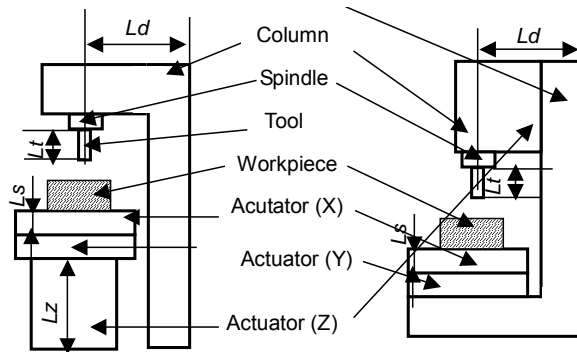 Ld
Ld
Column
Spindle
Tool
Lt
Lt
Workpiece
Ls
Acutator (X)
Ls
Actuator (Y)
Lz
Actuator (Z)